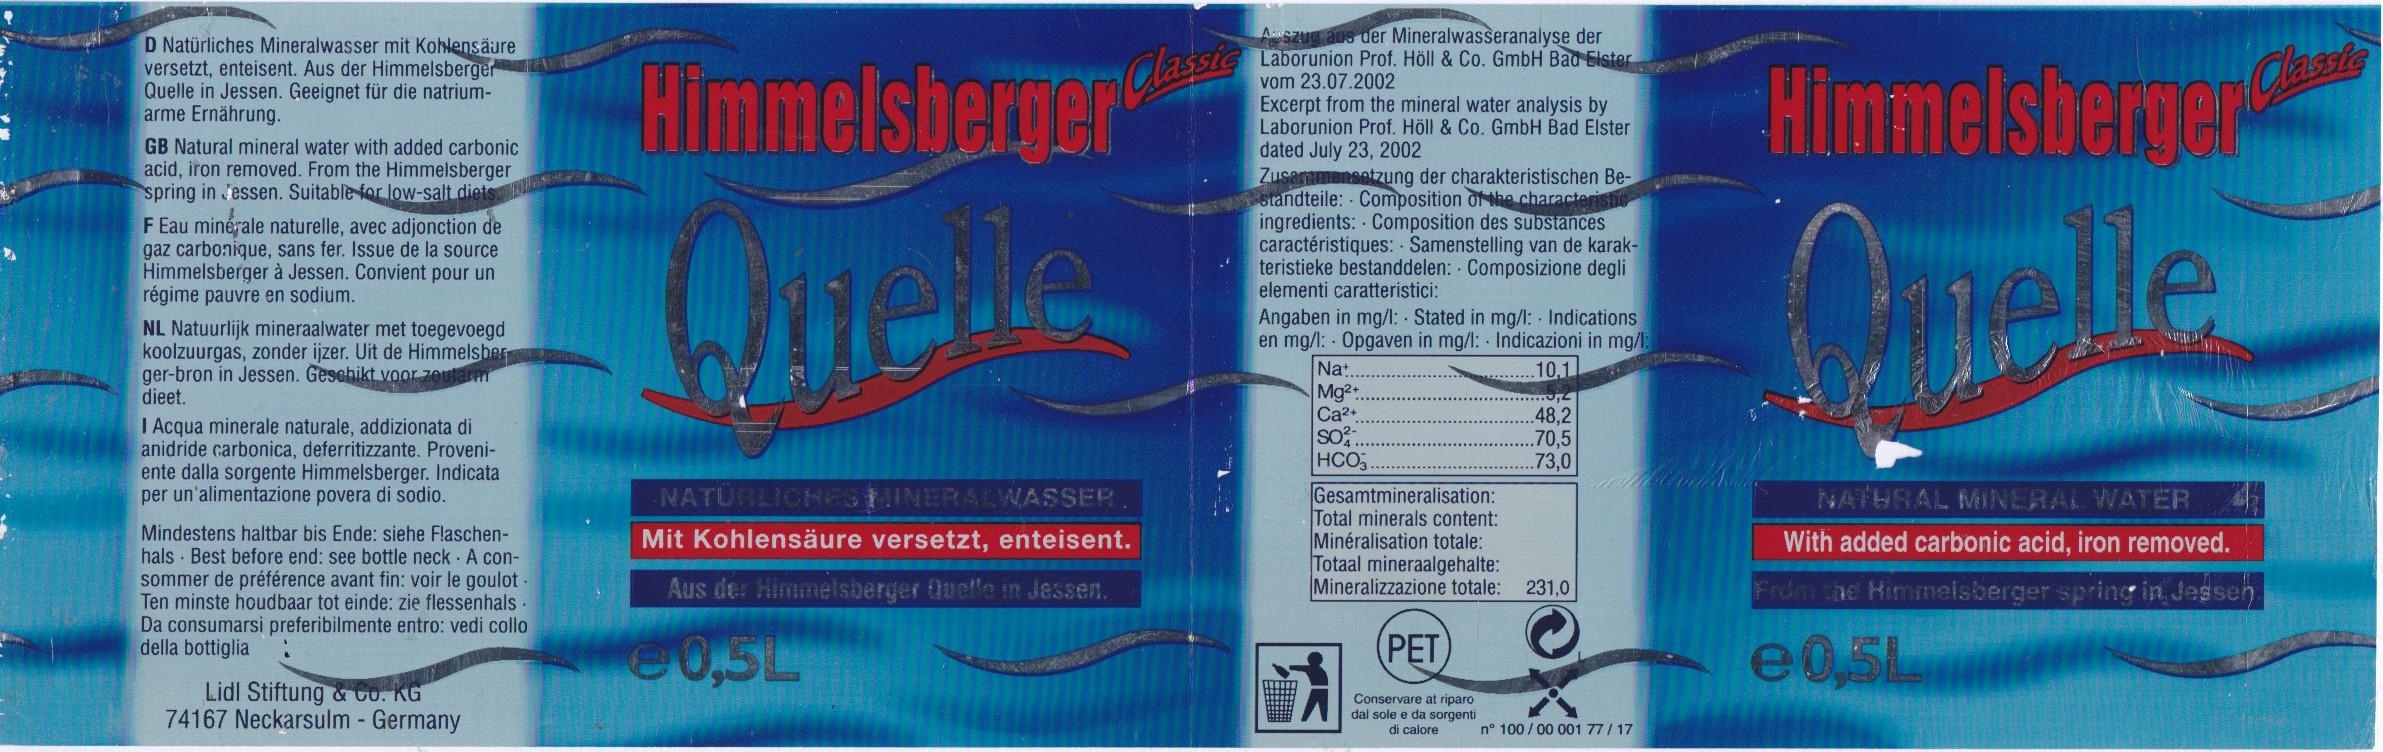 D Natürliches Mineralwasser mit Kohlensäure
versetzt, enteisent. Aus der Himmelsberger
Quelle in Jessen. Geeignet für die natrium-
arme Ernährung.
GB Natural mineral water with added carbonic
acid, iron removed. From the Himmelsberger
spring in Jessen. Suitable for low-salt diets.
F Eau minérale naturelle, avec adjonction de
gaz carbonique, sans fer. Issue de la source
Himmelsberger à Jessen. Convient pour un
régime pauvre en sodium.
NL Natuurlijk mineraalwater met toegevoegd
koolzuurgas, zonder ijzer. Uit de Himmelsber-
ger-bron in Jessen. Geschikt voor zoutarm
dieet.
I Acqua minerale naturale, addizionata di
anidride carbonica, deferritizzante. Proveni-
ente dalla sorgente Himmelsberger. Indicata
per un'alimentazione povera di sodio.
Mindestens haltbar bis Ende: siehe Flaschen-
hals · Best before end: see bottle neck · A con-
sommer de préférence avant fin: voir le goulot ·
Ten minste houdbaar tot einde: zie flessenhals ·
Da consumarsi preferibilmente entro: vedi collo
della bottiglia
Lidl Stiftung & Co. KG
74167 Neckarsulm - Germany
Himmelsberger Classic
Quelle
NATÜRLICHES MINERALWASSER
Mit Kohlensäure versetzt, enteisent.
Aus der Himmelsberger Quelle in Jessen.
e 0,5L
Auszug aus der Mineralwasseranalyse der
Laborunion Prof. Höll & Co. GmbH Bad Elster
vom 23.07.2002
Excerpt from the mineral water analysis by
Laborunion Prof. Höll & Co. GmbH Bad Elster
dated July 23, 2002
Zusammensetzung der charakteristischen Be-
standteile: · Composition of the characteristic
ingredients: · Composition des substances
caractéristiques: · Samenstelling van de karak-
teristieke bestanddelen: · Composizione degli
elementi caratteristici:
Angaben in mg/l: · Stated in mg/l: · Indications
en mg/l: · Opgaven in mg/l: · Indicazioni in mg/l:
Na⁺ 10,1
Mg²⁺ 5,2
Ca²⁺ 48,2
SO₄²⁻ 70,5
HCO₃⁻ 73,0
Gesamtmineralisation:
Total minerals content:
Minéralisation totale:
Totaal mineraalgehalte:
Mineralizzazione totale: 231,0
PET
Conservare at riparo
dal sole e da sorgenti
di calore
n° 100 / 00 001 77 / 17
Himmelsberger Classic
Quelle
NATURAL MINERAL WATER
With added carbonic acid, iron removed.
From the Himmelsberger spring in Jessen.
e 0,5L